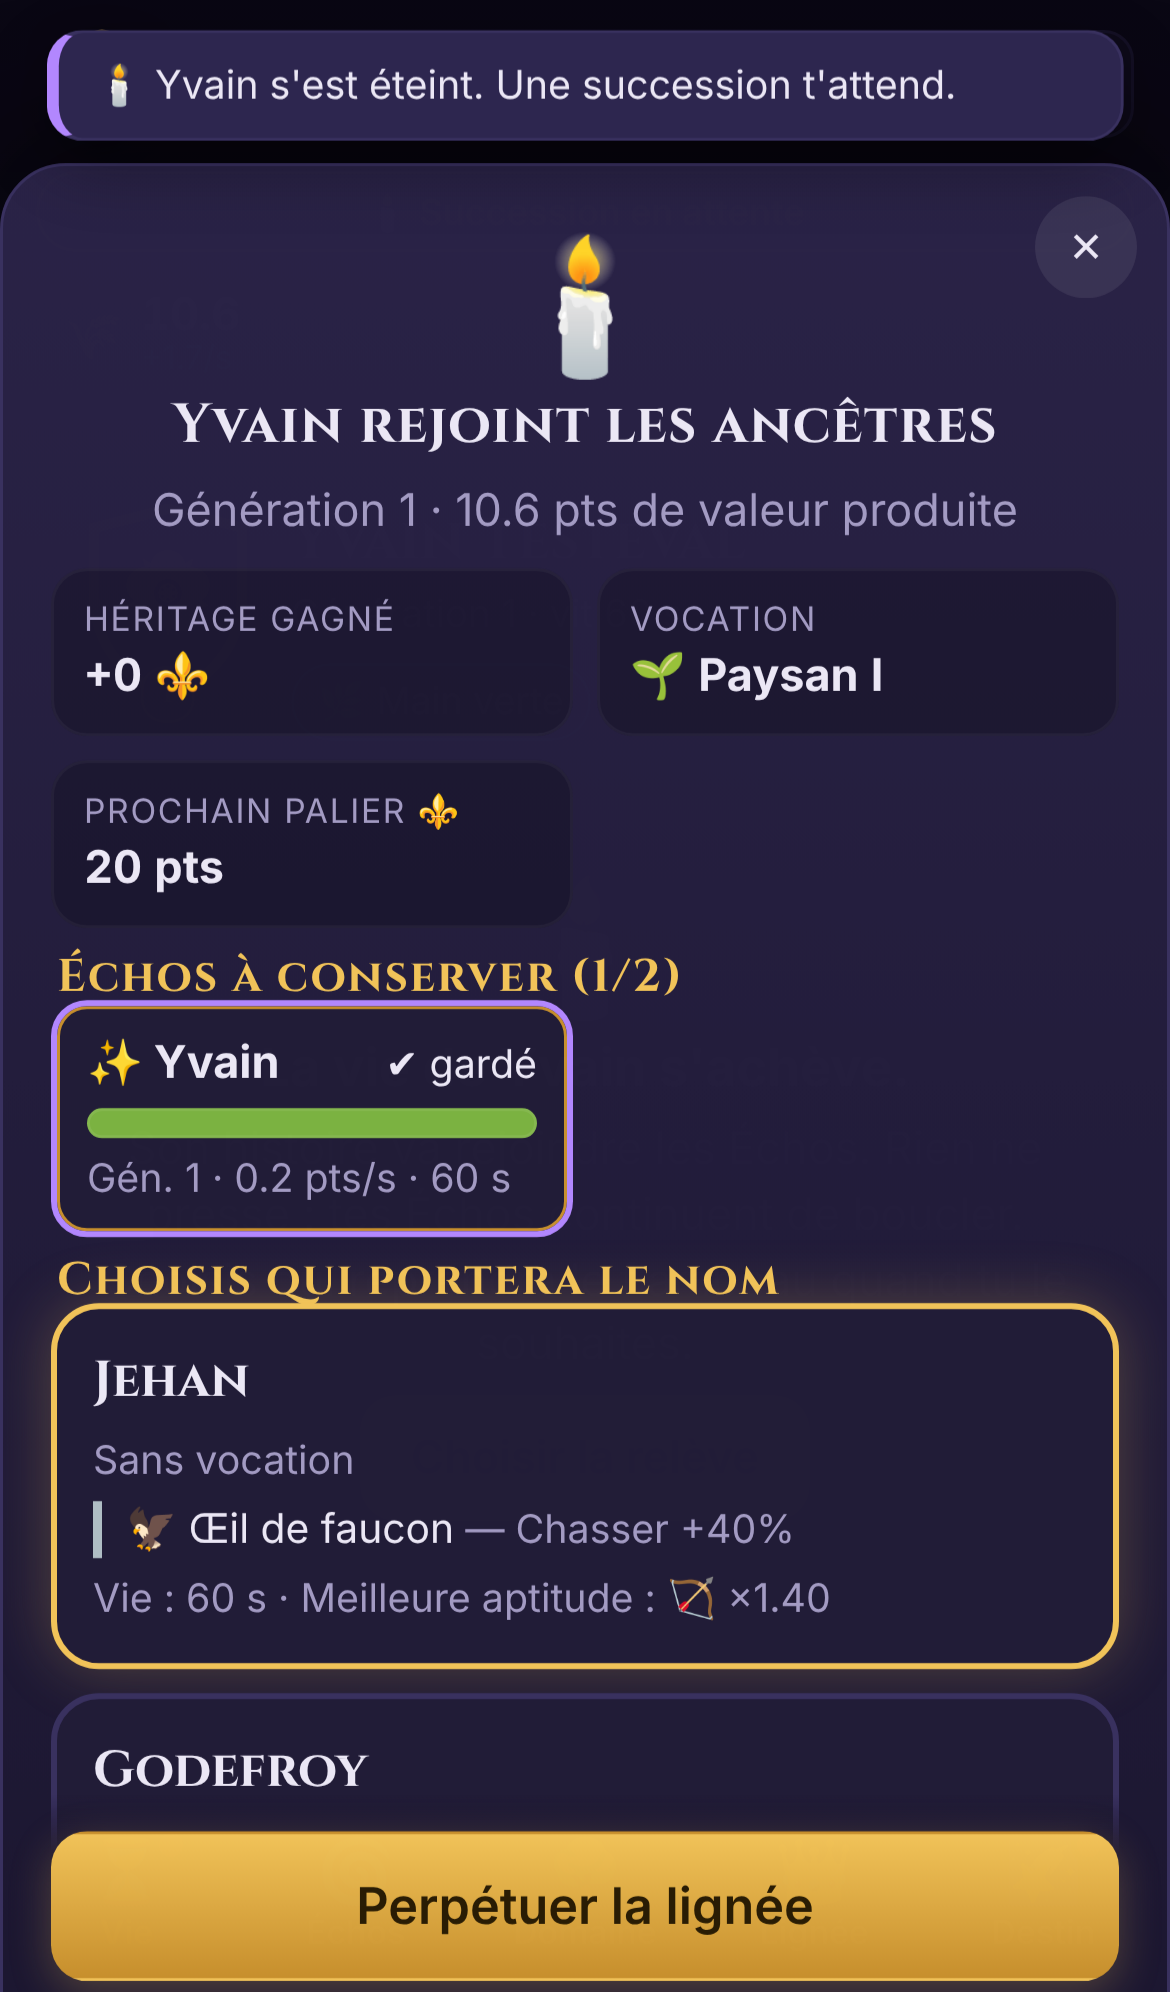 Yvain s'est éteint. Une succession t'attend.
Yvain rejoint les ancêtres
Génération 1 · 10.6 pts de valeur produite
HÉRITAGE GAGNÉ
+0 ⚜️
VOCATION
🌱 Paysan I
PROCHAIN PALIER ⚜️
20 pts
Échos à conserver (1/2)
✨ Yvain ✔ gardé
Gén. 1 · 0.2 pts/s · 60 s
Choisis qui portera le nom
Jehan
Sans vocation
🦅 Œil de faucon — Chasser +40%
Vie : 60 s · Meilleure aptitude : 🏹 ×1.40
Godefroy
Perpétuer la lignée